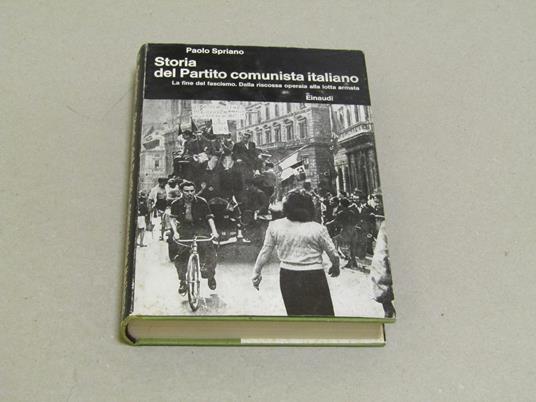 Paolo Spriano
Storia
del Partito comunista italiano
La fine del fascismo. Dalla riscossa operaia alla lotta armata
Einaudi